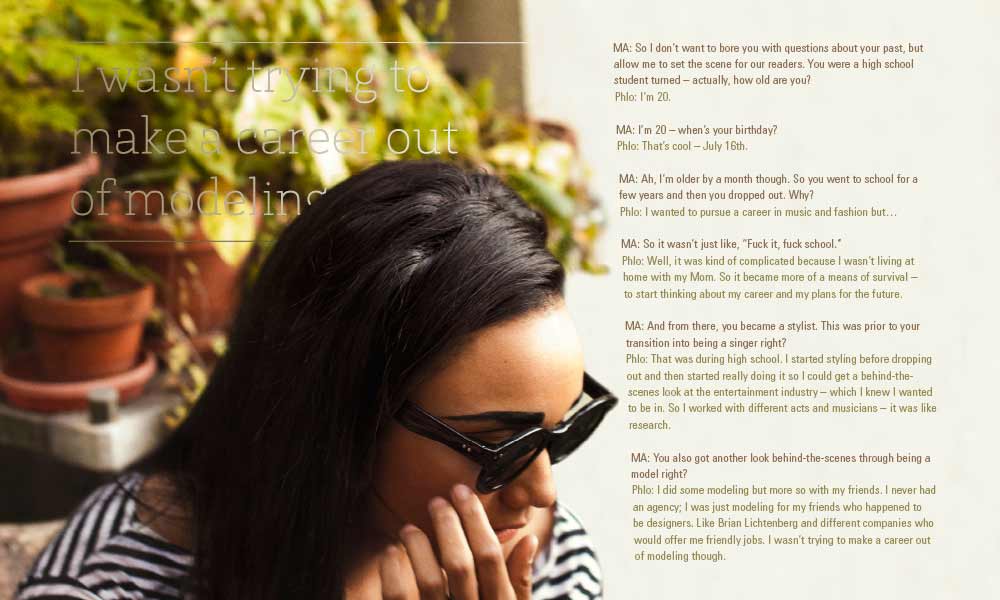 I wasn't trying to
make a career out
of modeling
MA: So I don't want to bore you with questions about your past, but
allow me to set the scene for our readers. You were a high school
student turned – actually, how old are you?
Phlo: I'm 20.
MA: I'm 20 – when's your birthday?
Phlo: That's cool – July 16th.
MA: Ah, I'm older by a month though. So you went to school for a
few years and then you dropped out. Why?
Phlo: I wanted to pursue a career in music and fashion but…
MA: So it wasn't just like, "Fuck it, fuck school."
Phlo: Well, it was kind of complicated because I wasn't living at
home with my Mom. So it became more of a means of survival –
to start thinking about my career and my plans for the future.
MA: And from there, you became a stylist. This was prior to your
transition into being a singer right?
Phlo: That was during high school. I started styling before dropping
out and then started really doing it so I could get a behind-the-
scenes look at the entertainment industry – which I knew I wanted
to be in. So I worked with different acts and musicians – it was like
research.
MA: You also got another look behind-the-scenes through being a
model right?
Phlo: I did some modeling but more so with my friends. I never had
an agency; I was just modeling for my friends who happened to
be designers. Like Brian Lichtenberg and different companies who
would offer me friendly jobs. I wasn't trying to make a career out
of modeling though.